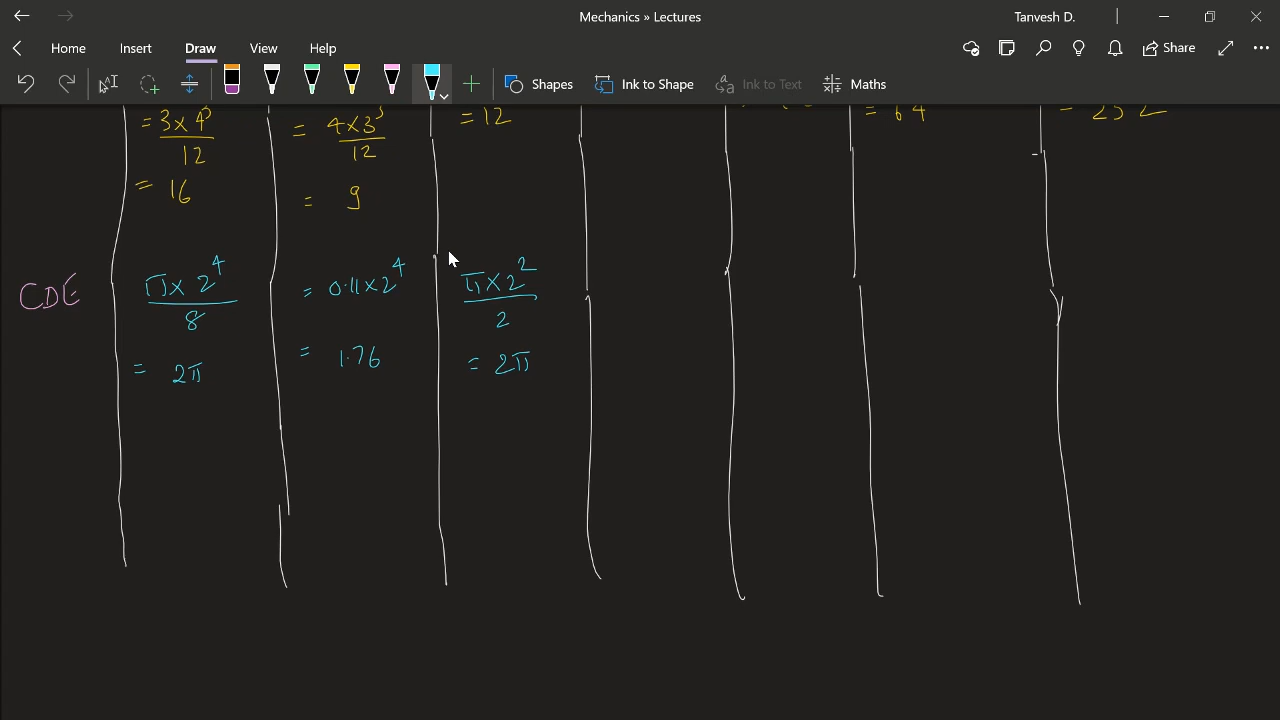 Mechanics » Lectures
Tanvesh D.
Home Insert Draw View Help
Share
Shapes
Ink to Shape
Ink to Text
Maths
= 3 x 4³
12
= 16
= 4 x 3³
12
= 9
= 12
= 64
CDE
π x 2⁴
8
= 2π
= 0.11 x 2⁴
= 1.76
π x 2²
2
= 2π